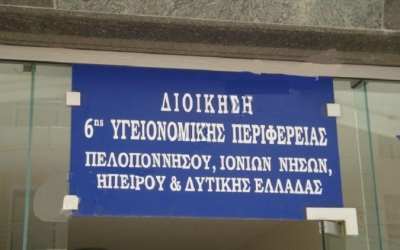 ΔΙΟΙΚΗΣΗ
6ης ΥΓΕΙΟΝΟΜΙΚΗΣ ΠΕΡΙΦΕΡΕΙΑΣ
ΠΕΛΟΠΟΝΝΗΣΟΥ, ΙΟΝΙΩΝ ΝΗΣΩΝ,
ΗΠΕΙΡΟΥ & ΔΥΤΙΚΗΣ ΕΛΛΑΔΑΣ